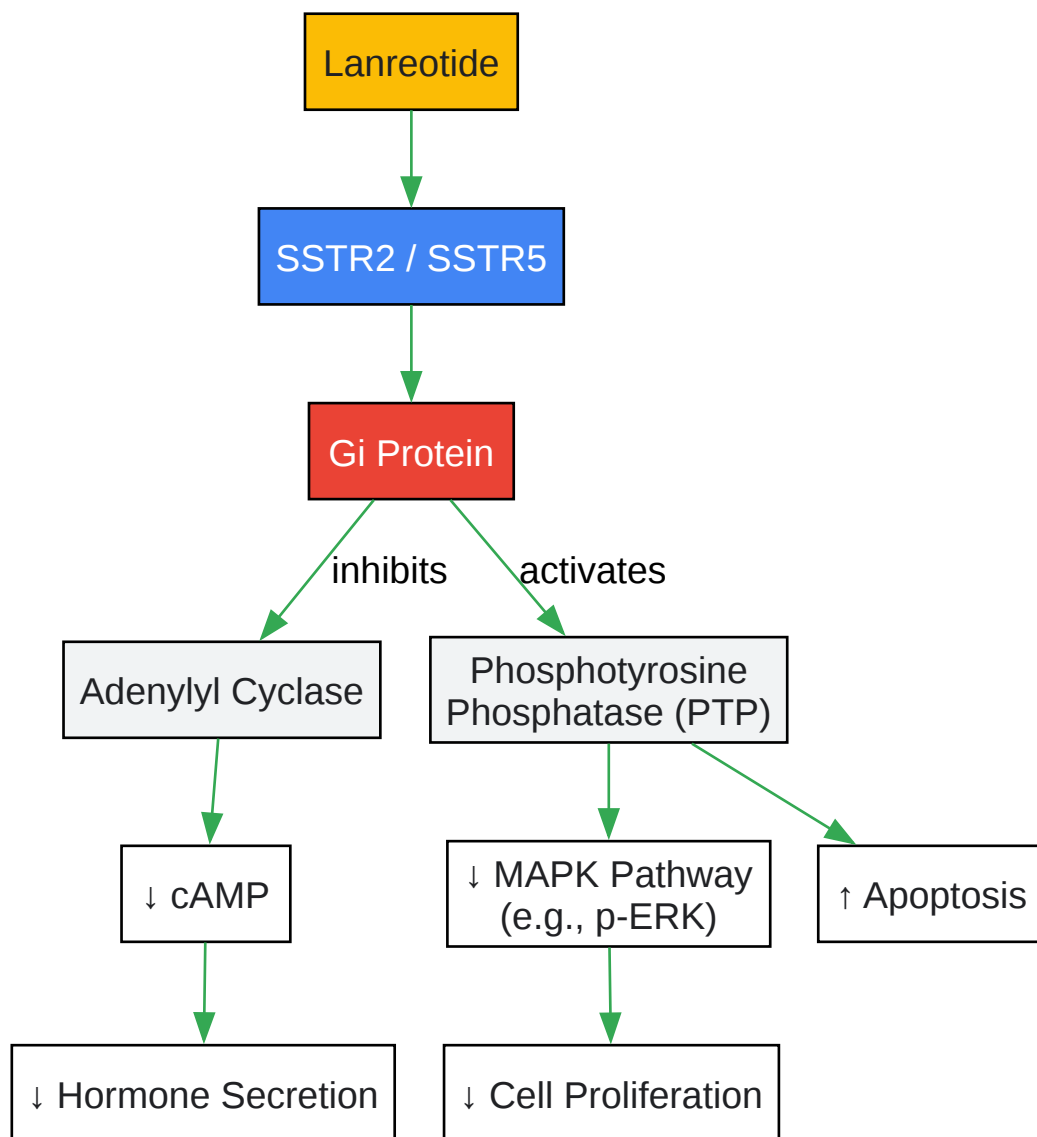 Lanreotide
SSTR2 / SSTR5
Gi Protein
inhibits
activates
Adenylyl Cyclase
Phosphotyrosine
Phosphatase (PTP)
↓ cAMP
↓ MAPK Pathway
(e.g., p-ERK)
↑ Apoptosis
↓ Hormone Secretion
↓ Cell Proliferation